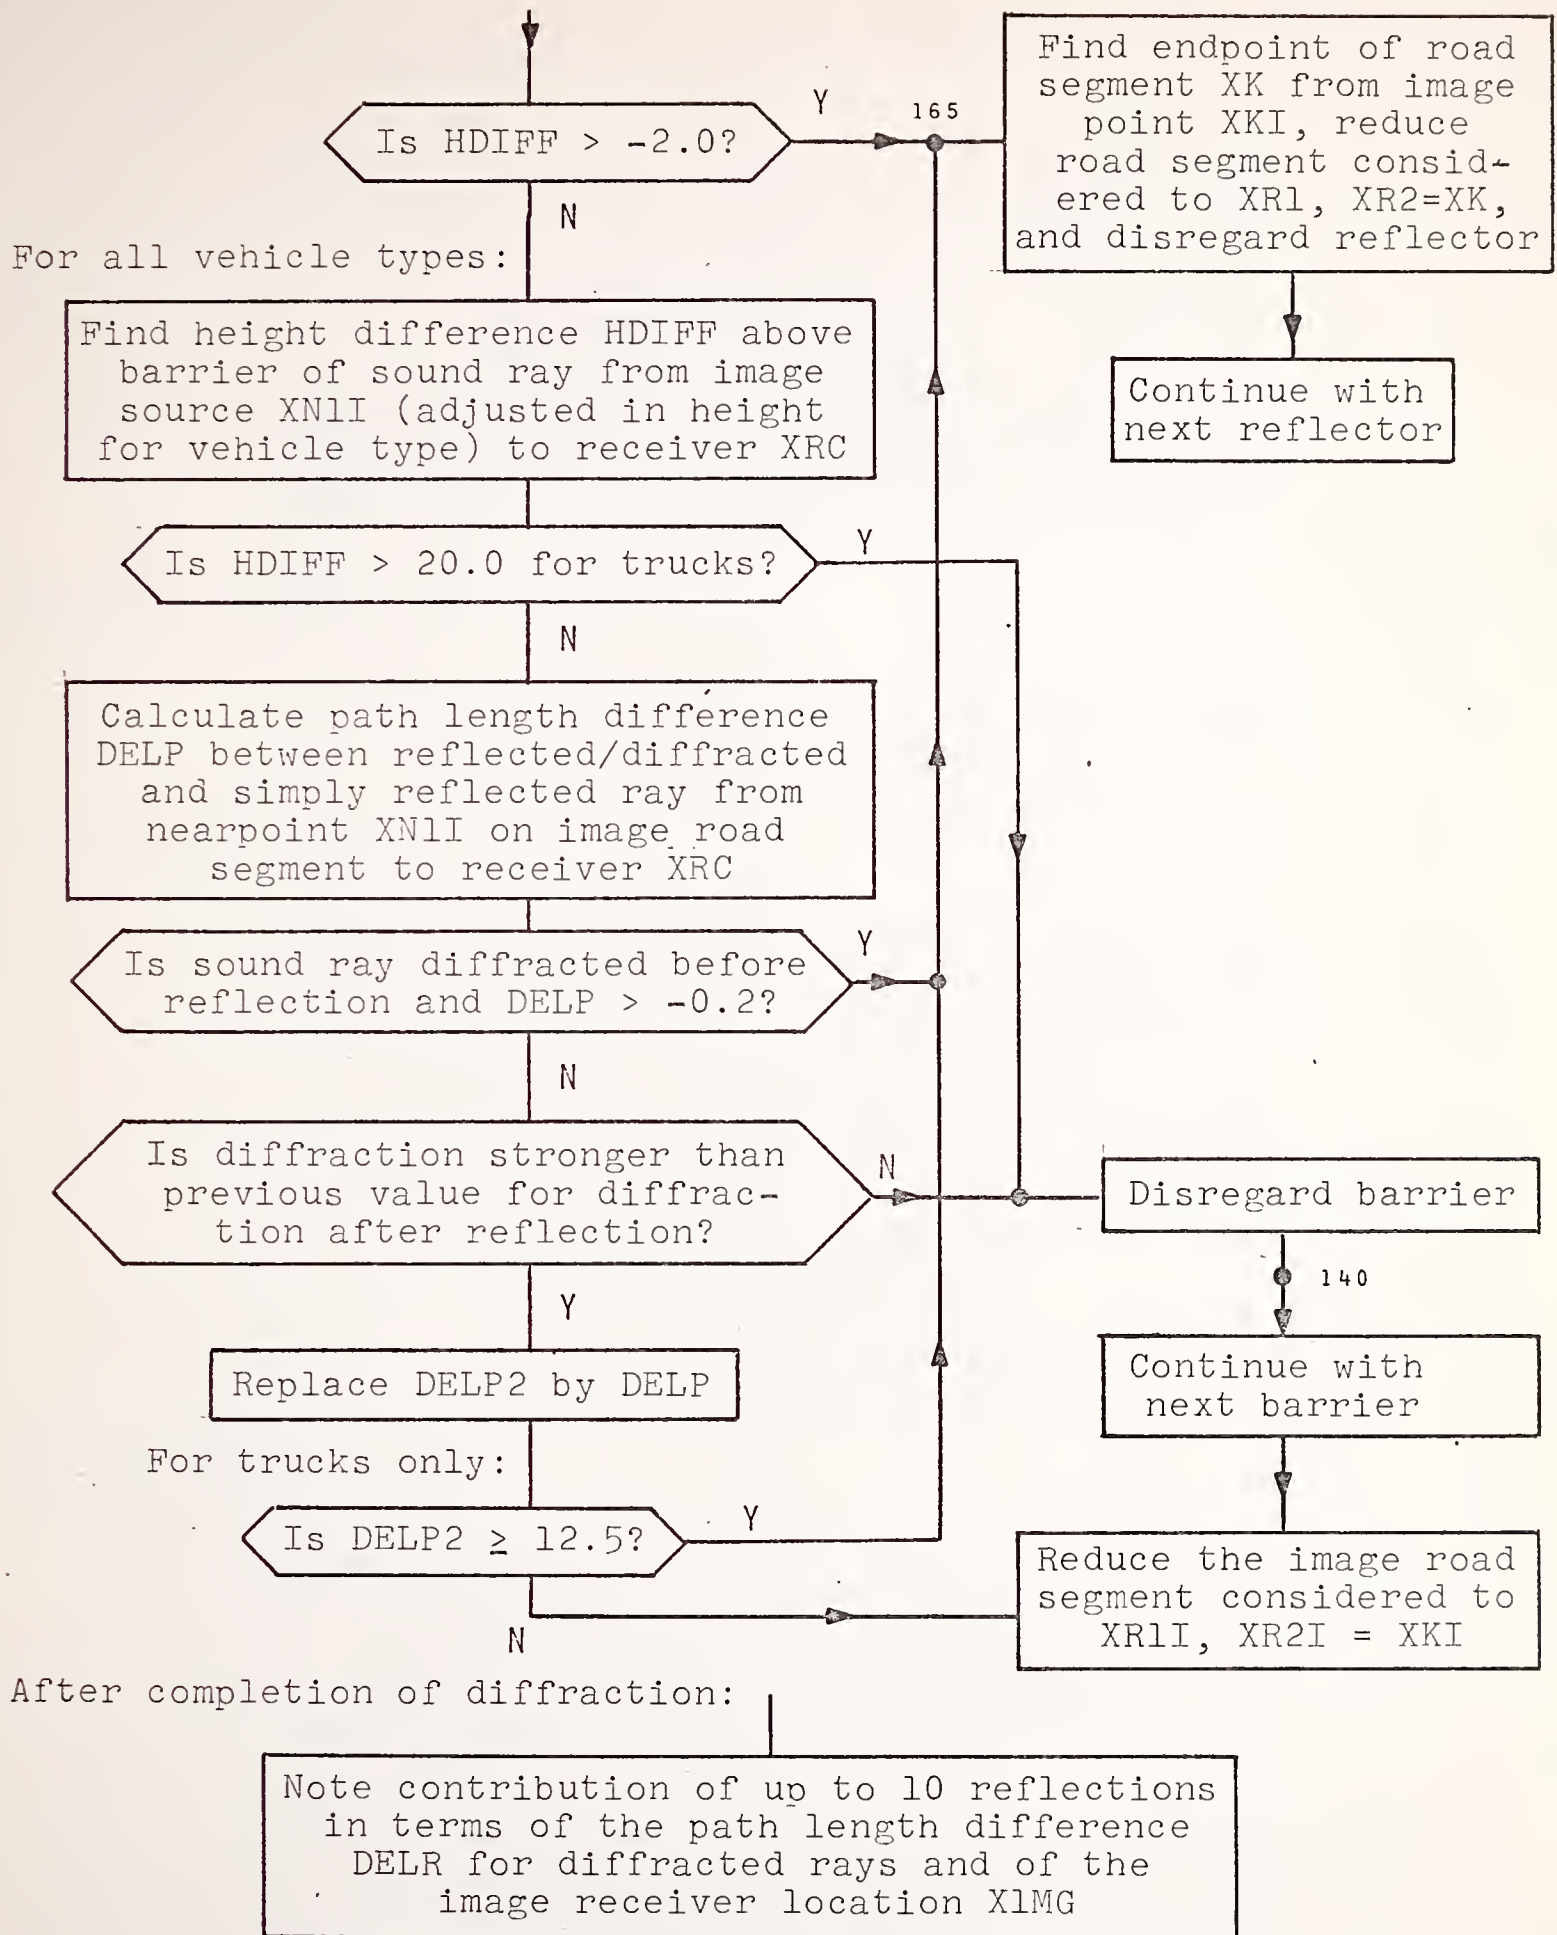 Is HDIFF > -2.0?
Y
165
N
Find endpoint of road
segment XK from image
point XKI, reduce
road segment consid-
ered to XR1, XR2=XK,
and disregard reflector
Continue with
next reflector
For all vehicle types:
Find height difference HDIFF above
barrier of sound ray from image
source XN1I (adjusted in height
for vehicle type) to receiver XRC
Is HDIFF > 20.0 for trucks?
Y
N
Calculate path length difference
DELP between reflected/diffracted
and simply reflected ray from
nearpoint XN1I on image road
segment to receiver XRC
Is sound ray diffracted before
reflection and DELP > -0.2?
Y
N
Is diffraction stronger than
previous value for diffrac-
tion after reflection?
N
Y
Disregard barrier
140
Continue with
next barrier
Replace DELP2 by DELP
For trucks only:
Is DELP2 ≥ 12.5?
Y
N
Reduce the image road
segment considered to
XR1I, XR2I = XKI
After completion of diffraction:
Note contribution of up to 10 reflections
in terms of the path length difference
DELR for diffracted rays and of the
image receiver location X1MG